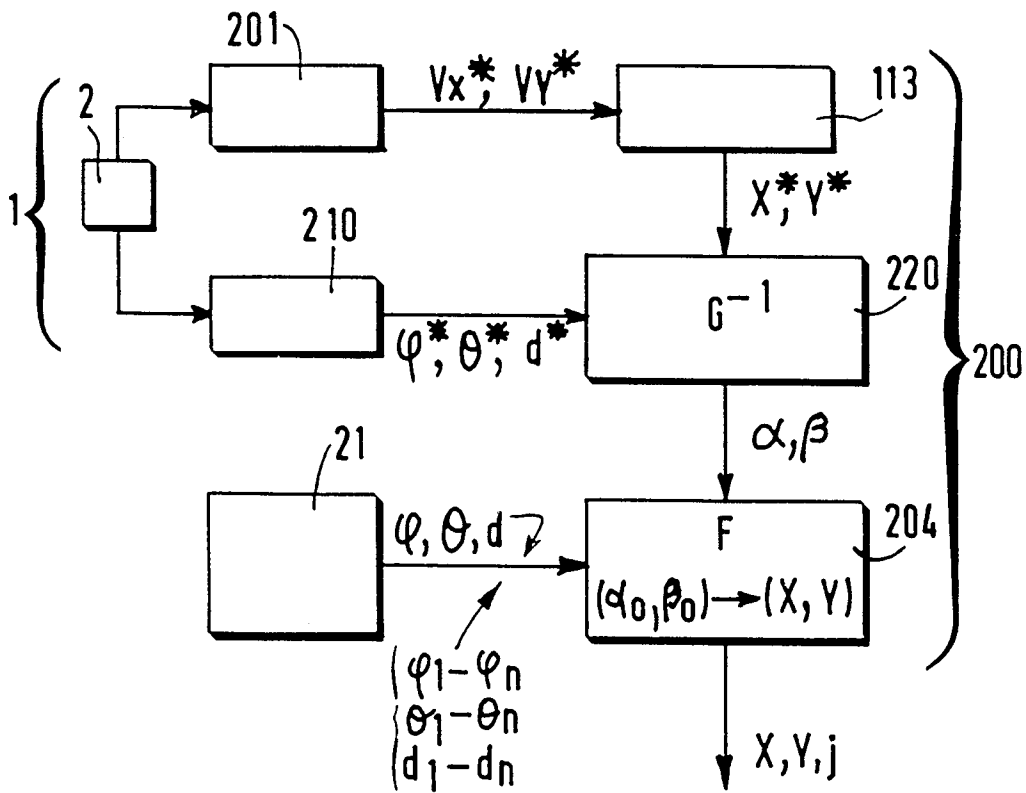 201
Vx*, VY*
113
2
1
X*, Y*
210
220
G⁻¹
φ*, θ*, d*
200
α, β
21
φ, θ, d
F
204
(α₀, β₀) → (X, Y)
φ₁–φₙ
θ₁–θₙ
d₁–dₙ
X, Y, j